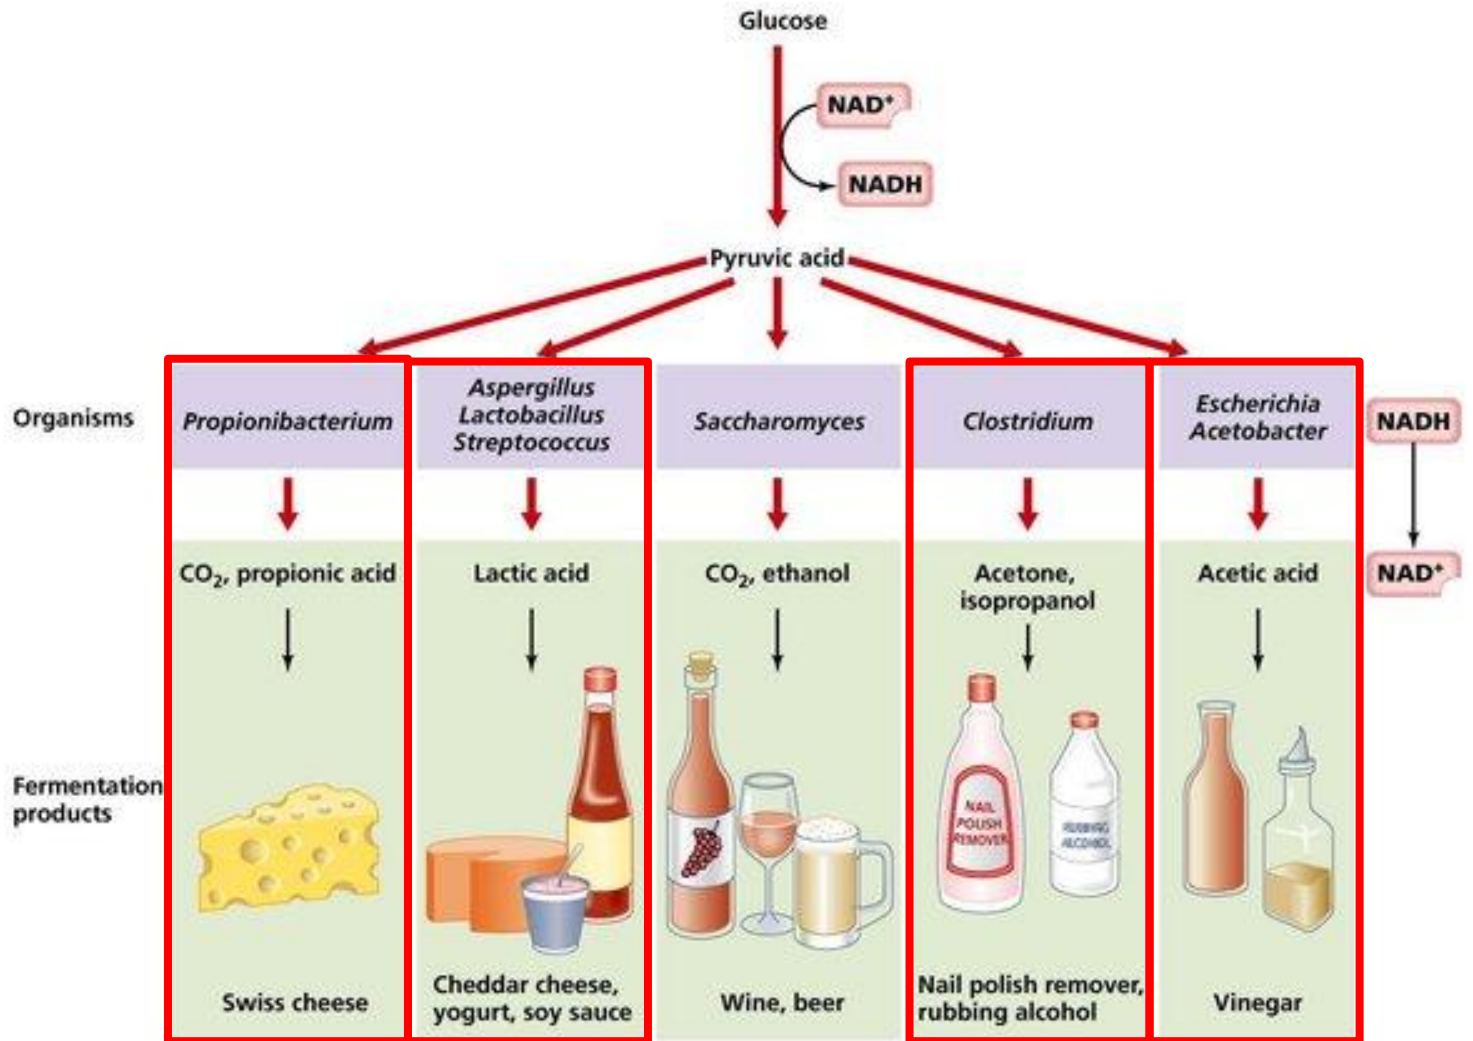 Glucose
NAD⁺
NADH
Pyruvic acid
Organisms
Propionibacterium
Aspergillus
Lactobacillus
Streptococcus
Saccharomyces
Clostridium
Escherichia
Acetobacter
NADH
CO₂, propionic acid
Lactic acid
CO₂, ethanol
Acetone,
isopropanol
Acetic acid
NAD⁺
Fermentation
products
NAIL
POLISH
REMOVER
RUBBING
ALCOHOL
Swiss cheese
Cheddar cheese,
yogurt, soy sauce
Wine, beer
Nail polish remover,
rubbing alcohol
Vinegar